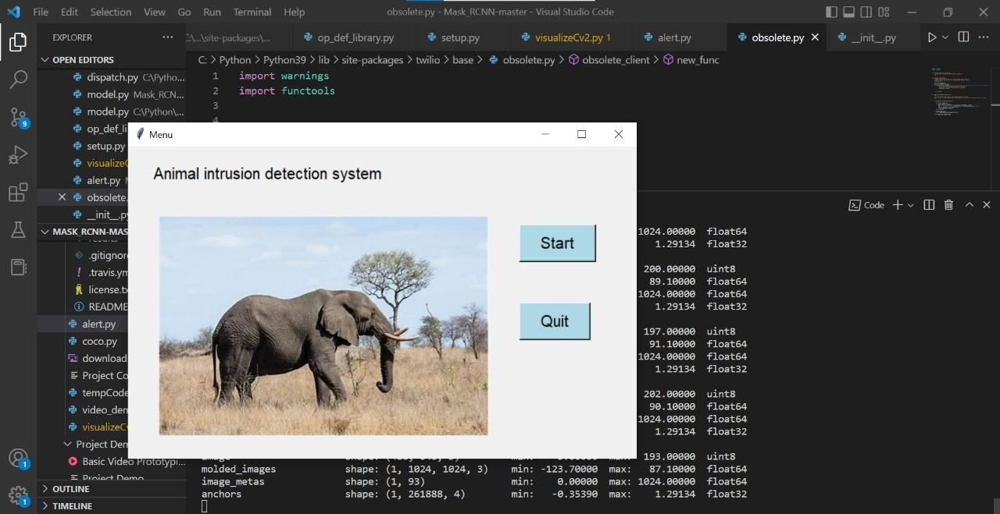 File Edit Selection View Go Run Terminal Help obsolete.py - Mask_RCNN-master - Visual Studio Code
EXPLORER
C:\...\site-packages\... op_def_library.py setup.py visualizeCv2.py 1 alert.py obsolete.py __init__.py
OPEN EDITORS
C: > Python > Python39 > lib > site-packages > twilio > base > obsolete.py > obsolete_client > new_func
dispatch.py C:\Pytho...
model.py Mask_RCN...
model.py C:\Python\...
op_def_li
setup.py
visualizeC
alert.py M
obsolete.
__init__.py
1 import warnings
2 import functools
3
4
Menu
Animal intrusion detection system
Start
Quit
Code
MASK_RCNN-MAS
results
.gitignor
.travis.ym
license.tx
README
alert.py
coco.py
download
Project Co
tempCode
video_den
visualizeCv
Project Dem
Basic Video Prototypi...
Project Demo
OUTLINE
TIMELINE
9
1
1
1024.00000 float64
1.29134 float32
200.00000 uint8
89.10000 float64
1024.00000 float64
1.29134 float32
197.00000 uint8
91.10000 float64
1024.00000 float64
1.29134 float32
202.00000 uint8
90.10000 float64
1024.00000 float64
1.29134 float32
193.00000 uint8
molded_images shape: (1, 1024, 1024, 3) min: -123.70000 max: 87.10000 float64
image_metas shape: (1, 93) min: 0.00000 max: 1024.00000 float64
anchors shape: (1, 261888, 4) min: -0.35390 max: 1.29134 float32